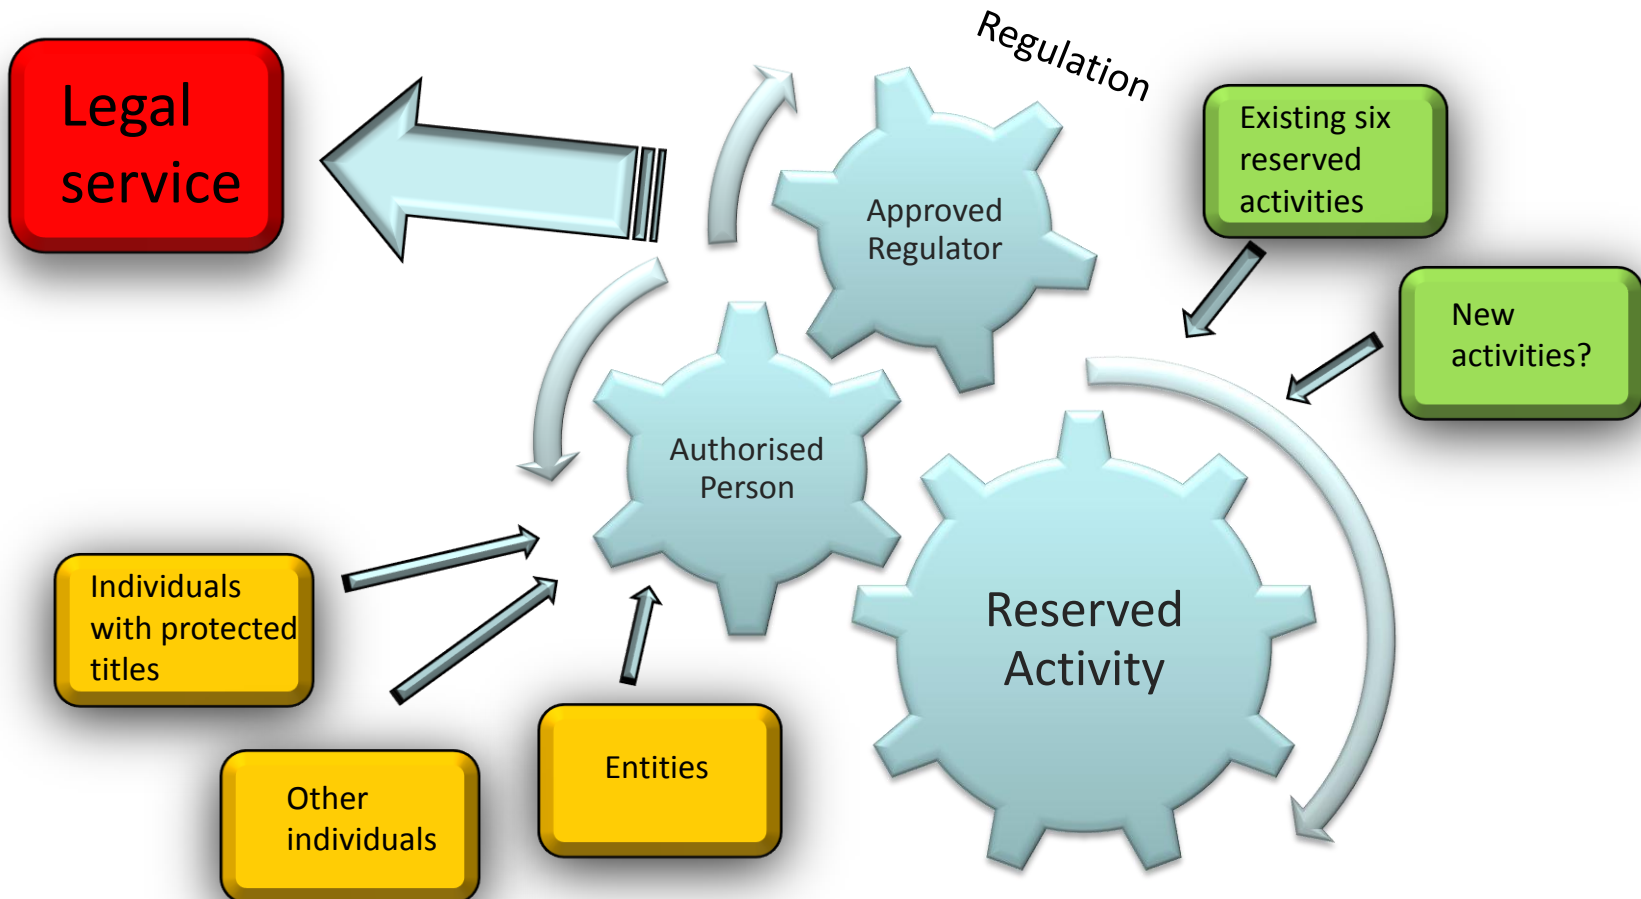 Regulation
Legal
service
Existing six
reserved
activities
Approved
Regulator
New
activities?
Authorised
Person
Individuals
with protected
titles
Reserved
Activity
Entities
Other
individuals